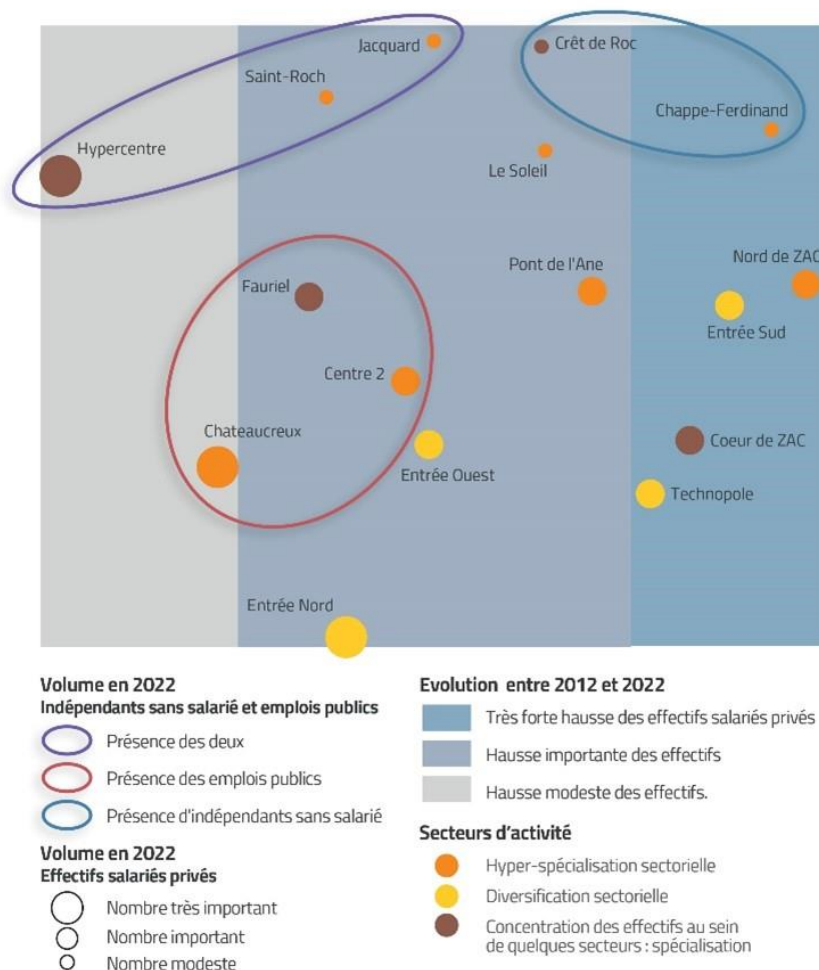 Jacquard
Crêt de Roc
Saint-Roch
Chappe-Ferdinand
Hypercentre
Le Soleil
Nord de ZAC
Pont de l'Ane
Fauriel
Entrée Sud
Centre 2
Chateaucreux
Coeur de ZAC
Entrée Ouest
Technopole
Entrée Nord
Volume en 2022
Indépendants sans salarié et emplois publics
Présence des deux
Présence des emplois publics
Présence d'indépendants sans salarié
Volume en 2022
Effectifs salariés privés
Nombre très important
Nombre important
Nombre modeste
Evolution entre 2012 et 2022
Très forte hausse des effectifs salariés privés
Hausse importante des effectifs
Hausse modeste des effectifs.
Secteurs d'activité
Hyper-spécialisation sectorielle
Diversification sectorielle
Concentration des effectifs au sein
de quelques secteurs : spécialisation